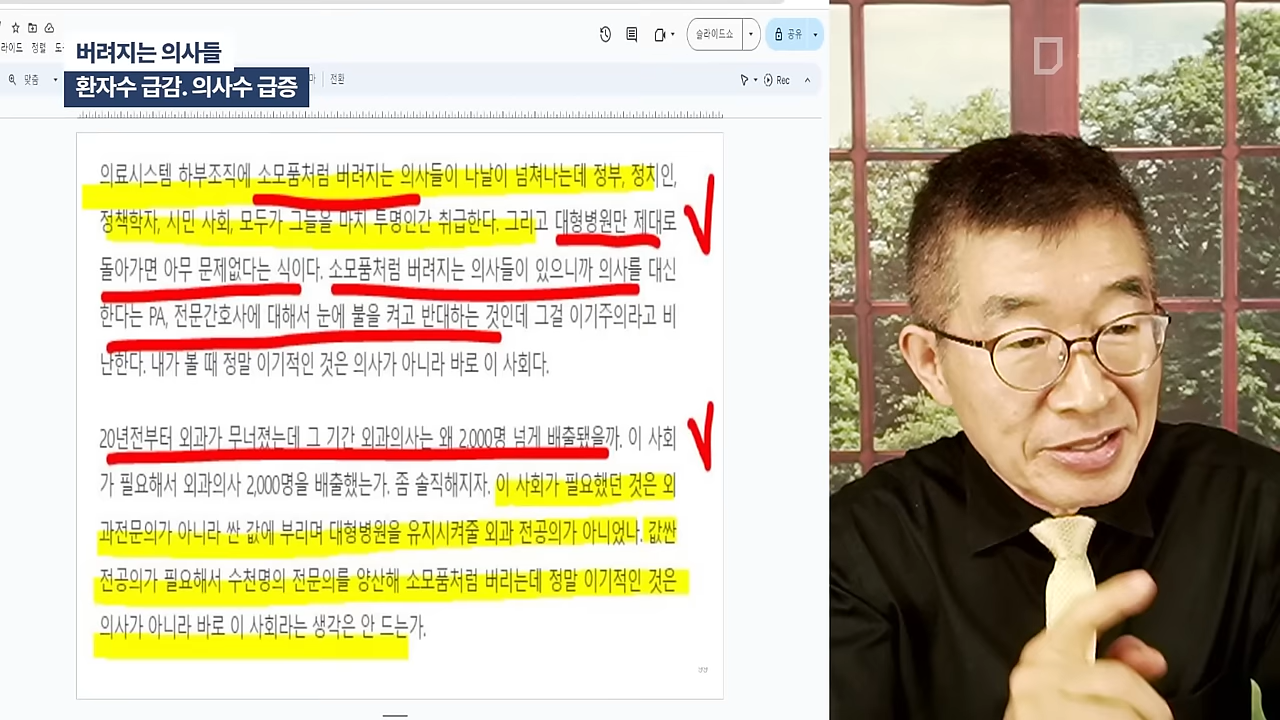 라이드 정렬
버려지는 의사들
환자수 급감. 의사수 급증
슬라이드쇼
공유
맞춤
전환
Rec
의료시스템 하부조직에 소모품처럼 버려지는 의사들이 나날이 넘쳐나는데 정부, 정치인,
정책학자, 시민 사회, 모두가 그들을 마치 투명인간 취급한다. 그리고 대형병원만 제대로
돌아가면 아무 문제없다는 식이다. 소모품처럼 버려지는 의사들이 있으니까 의사를 대신
한다는 PA, 전문간호사에 대해서 눈에 불을 켜고 반대하는 것인데 그걸 이기주의라고 비
난한다. 내가 볼 때 정말 이기적인 것은 의사가 아니라 바로 이 사회다.
20년전부터 외과가 무너졌는데 그 기간 외과의사는 왜 2,000명 넘게 배출됐을까. 이 사회
가 필요해서 외과의사 2,000명을 배출했는가. 좀 솔직해지자. 이 사회가 필요했던 것은 외
과전문의가 아니라 싼 값에 부리며 대형병원을 유지시켜줄 외과 전공의가 아니었나. 값싼
전공의가 필요해서 수천명의 전문의를 양산해 소모품처럼 버리는데 정말 이기적인 것은
의사가 아니라 바로 이 사회라는 생각은 안 드는가.